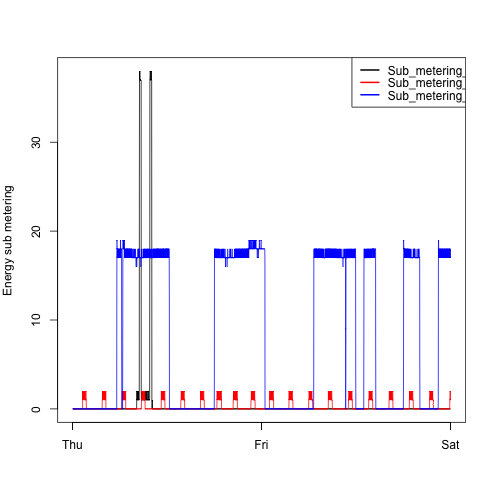 Sub_metering_
Sub_metering_
Sub_metering_
Energy sub metering
30
20
10
0
Thu Fri Sat